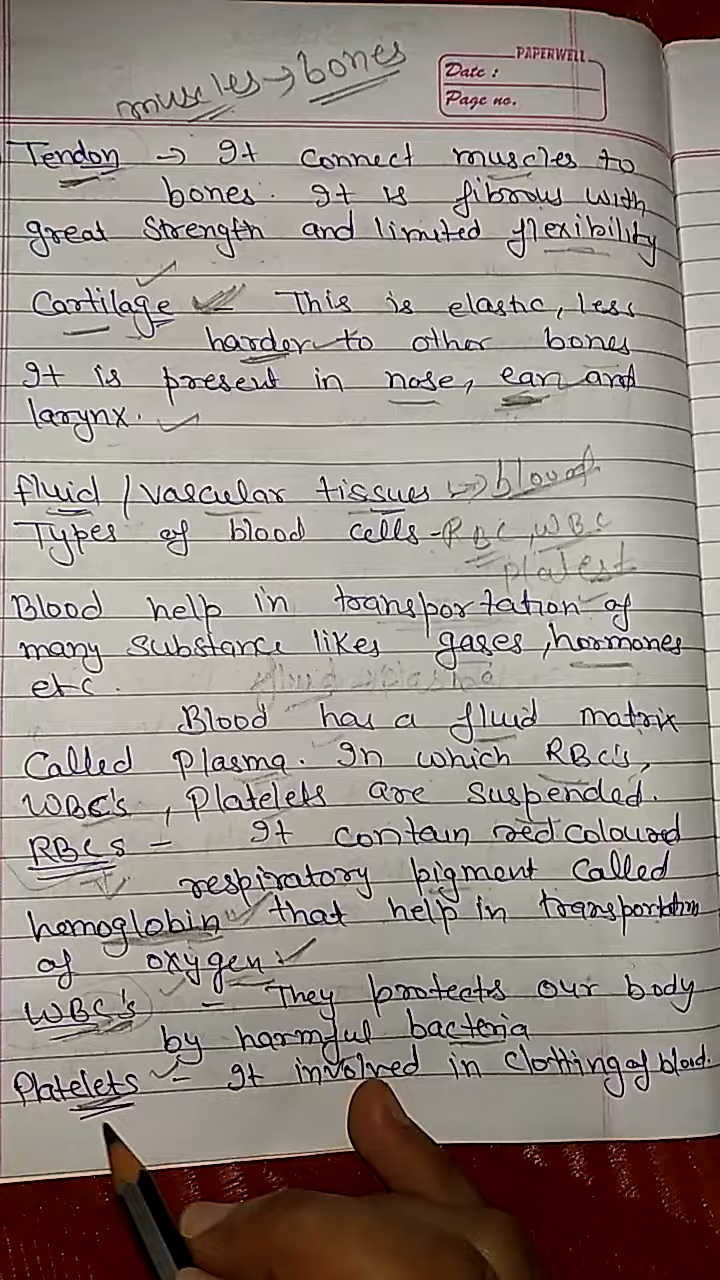 muscles → bones
PAPERWELL
Date :
Page no.
Tendon → It connect muscles to
bones. It is fibrous with
great strength and limited flexibility
Cartilage - This is elastic, less
harder to other bones
It is present in nose, ear and
larynx.
fluid / vascular tissues → blood
Types of blood cells - RBC, WBC
platest
Blood help in transportation of
many substance likes gases, hormones
etc.
fluid → plasma
Blood has a fluid matrix
Called Plasma. In which RBC's,
WBC's, Platelets are suspended.
RBCs - It contain red coloured
respiratory pigment called
hemoglobin that help in transportation
of oxygen.
WBC's - They protects our body
by harmful bacteria
Platelets - It involved in Clotting of blood.